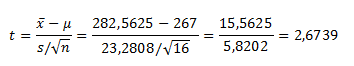 t = (x̄ − μ) / (s/√n) = (282,5625 − 267) / (23,2808/√16) = 15,5625 / 5,8202 = 2,6739